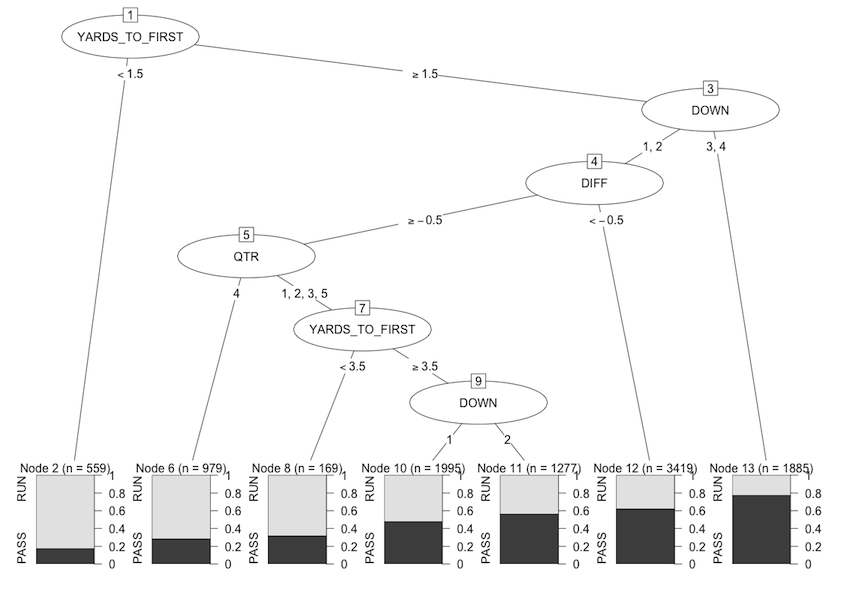 1
YARDS_TO_FIRST
< 1.5
≥ 1.5
3
DOWN
1, 2
3, 4
4
DIFF
≥ −0.5
< −0.5
5
QTR
4
1, 2, 3, 5
7
YARDS_TO_FIRST
< 3.5
≥ 3.5
9
DOWN
1
2
Node 2 (n = 559)
PASS RUN
0
0.2
0.4
0.6
0.8
1
Node 6 (n = 979)
PASS RUN
0
0.2
0.4
0.6
0.8
1
Node 8 (n = 169)
PASS RUN
0
0.2
0.4
0.6
0.8
1
Node 10 (n = 1995)
PASS RUN
0
0.2
0.4
0.6
0.8
1
Node 11 (n = 1277)
PASS RUN
0
0.2
0.4
0.6
0.8
1
Node 12 (n = 3419)
PASS RUN
0
0.2
0.4
0.6
0.8
1
Node 13 (n = 1885)
PASS RUN
0
0.2
0.4
0.6
0.8
1